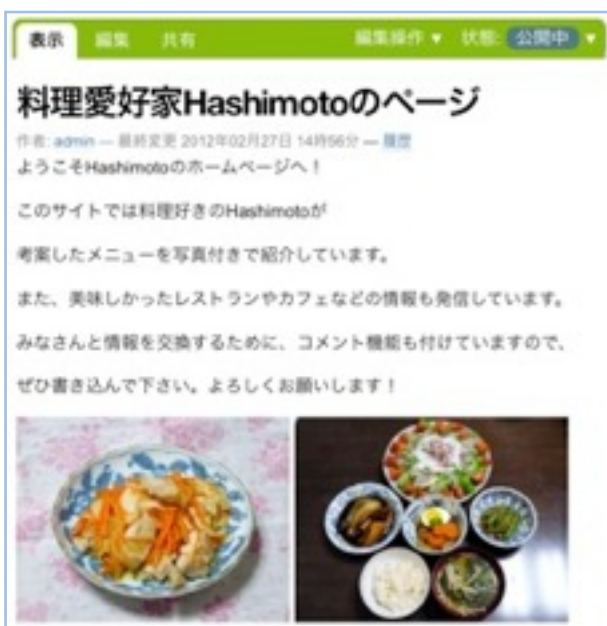 表示 編集 共有 編集操作 ▼ 状態: 公開中 ▼
料理愛好家Hashimotoのページ
作者: admin — 最終変更 2012年02月27日 14時56分 — 履歴
ようこそHashimotoのホームページへ！
このサイトでは料理好きのHashimotoが
考案したメニューを写真付きで紹介しています。
また、美味しかったレストランやカフェなどの情報も発信しています。
みなさんと情報を交換するために、コメント機能も付けていますので、
ぜひ書き込んで下さい。よろしくお願いします！